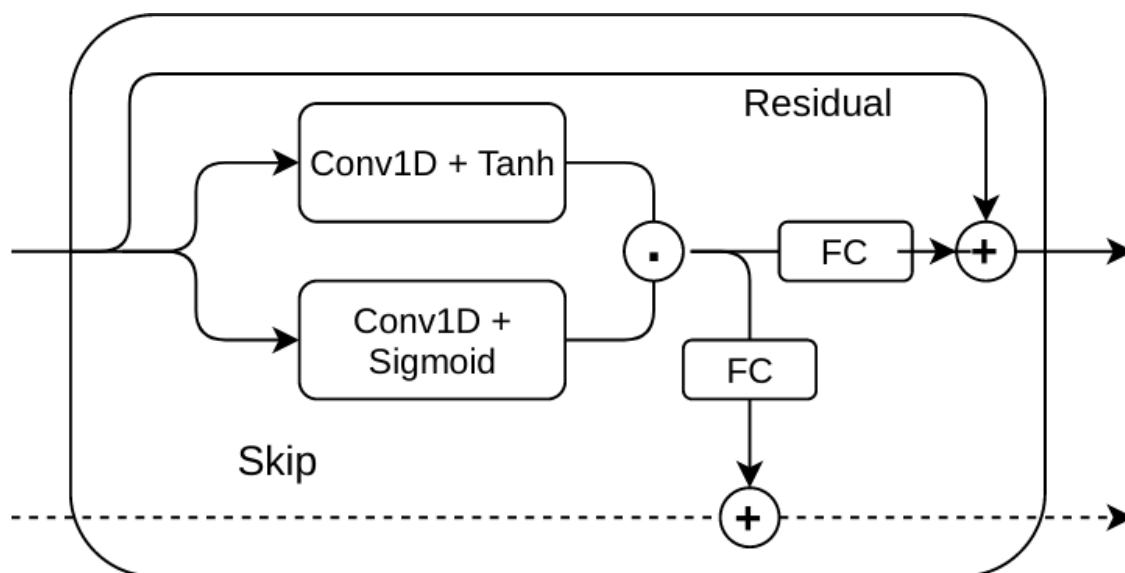 Residual
Conv1D + Tanh
.
FC
+
Conv1D +
Sigmoid
FC
Skip
+